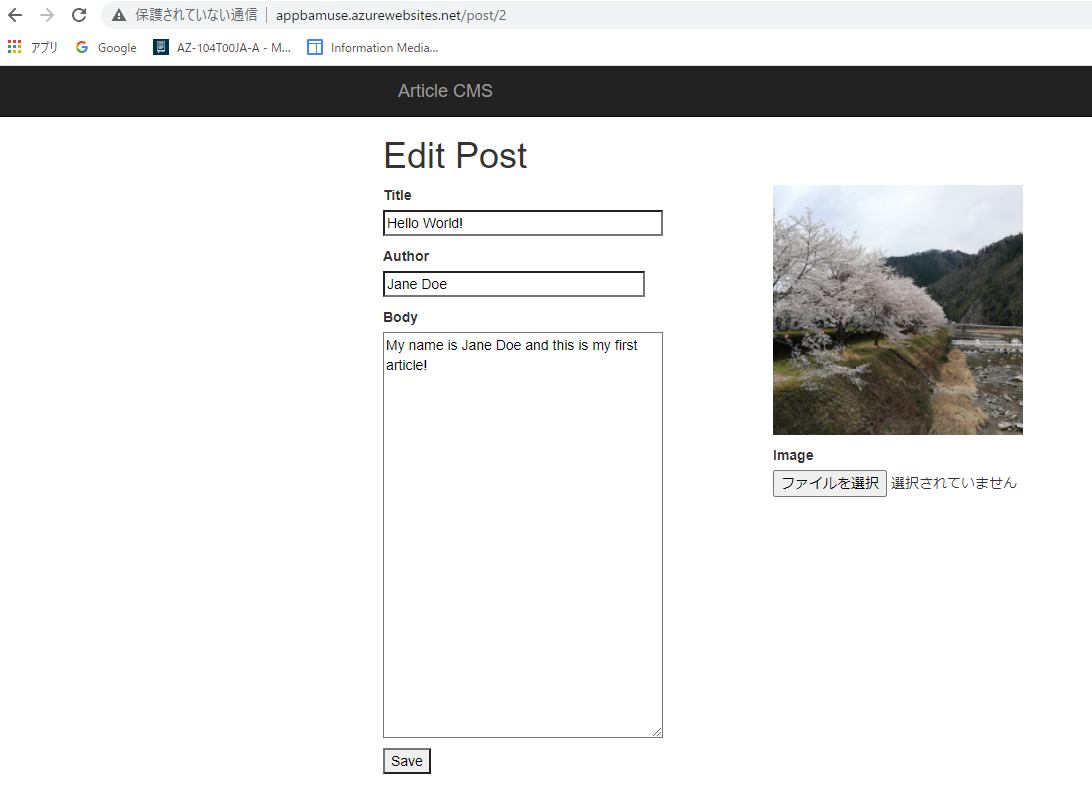 保護されていない通信 | appbamuse.azurewebsites.net/post/2
アプリ Google AZ-104T00JA-A - M... Information Media...
Article CMS
Edit Post
Title
Hello World!
Author
Jane Doe
Body
My name is Jane Doe and this is my first
article!
Save
Image
ファイルを選択 選択されていません